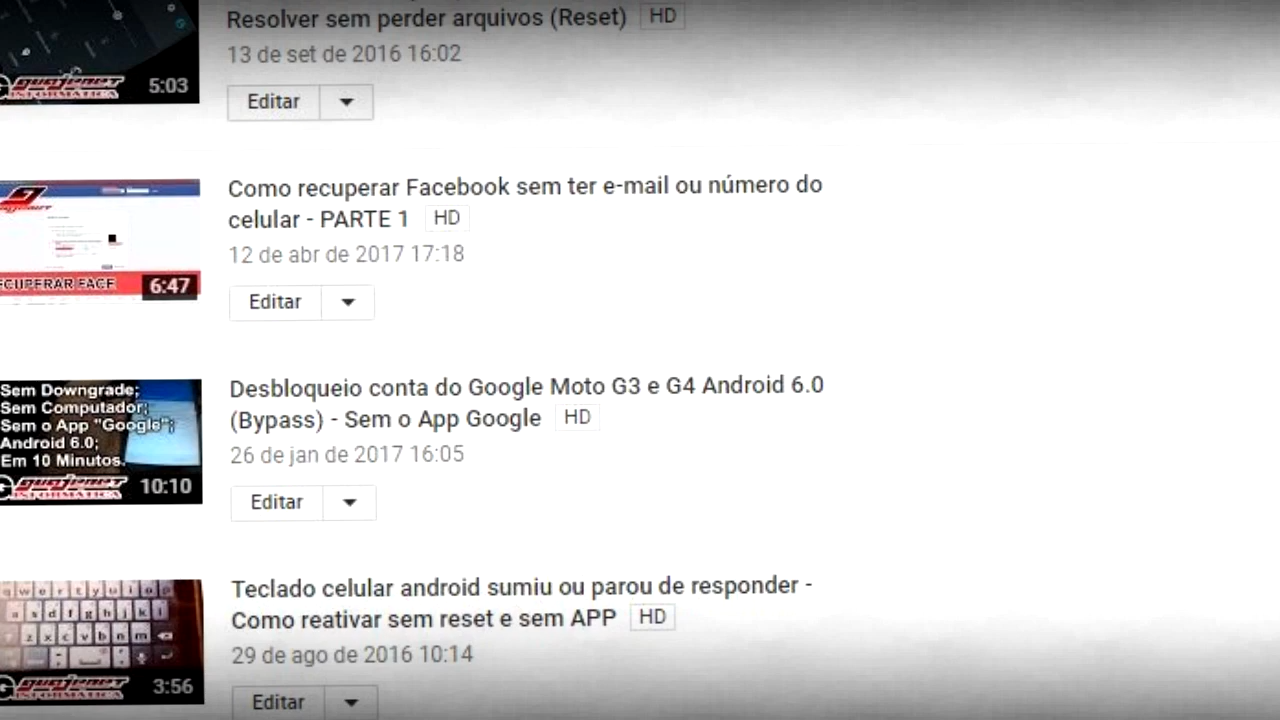 Resolver sem perder arquivos (Reset) HD
13 de set de 2016 16:02
5:03
INFORMÁTICA
Editar
Como recuperar Facebook sem ter e-mail ou número do
celular - PARTE 1 HD
12 de abr de 2017 17:18
ECUPERAR FACE 6:47
Editar
Desbloqueio conta do Google Moto G3 e G4 Android 6.0
(Bypass) - Sem o App Google HD
26 de jan de 2017 16:05
Sem Downgrade;
Sem Computador;
Sem o App "Google";
Android 6.0;
Em 10 Minutos.
10:10
INFORMÁTICA
Editar
Teclado celular android sumiu ou parou de responder -
Como reativar sem reset e sem APP HD
29 de ago de 2016 10:14
q w e r t y u i o p
a s d f g h j k l
z x c v b n m
3:56
INFORMÁTICA
Editar